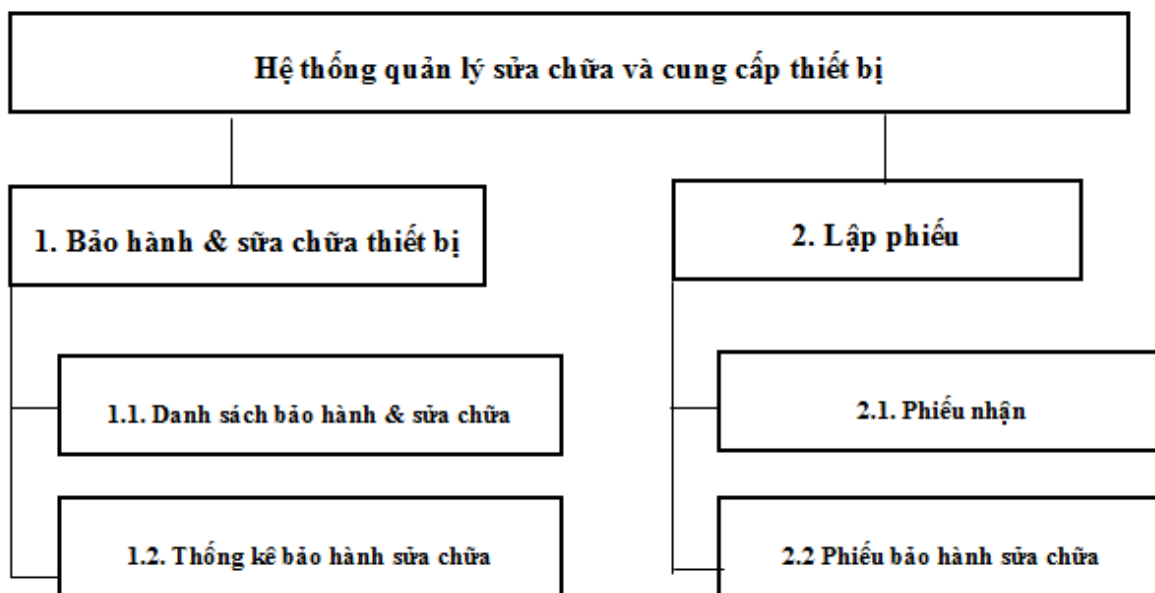 Hệ thống quản lý sửa chữa và cung cấp thiết bị
1. Bảo hành & sữa chữa thiết bị
2. Lập phiếu
1.1. Danh sách bảo hành & sửa chữa
2.1. Phiếu nhận
1.2. Thống kê bảo hành sửa chữa
2.2 Phiếu bảo hành sửa chữa